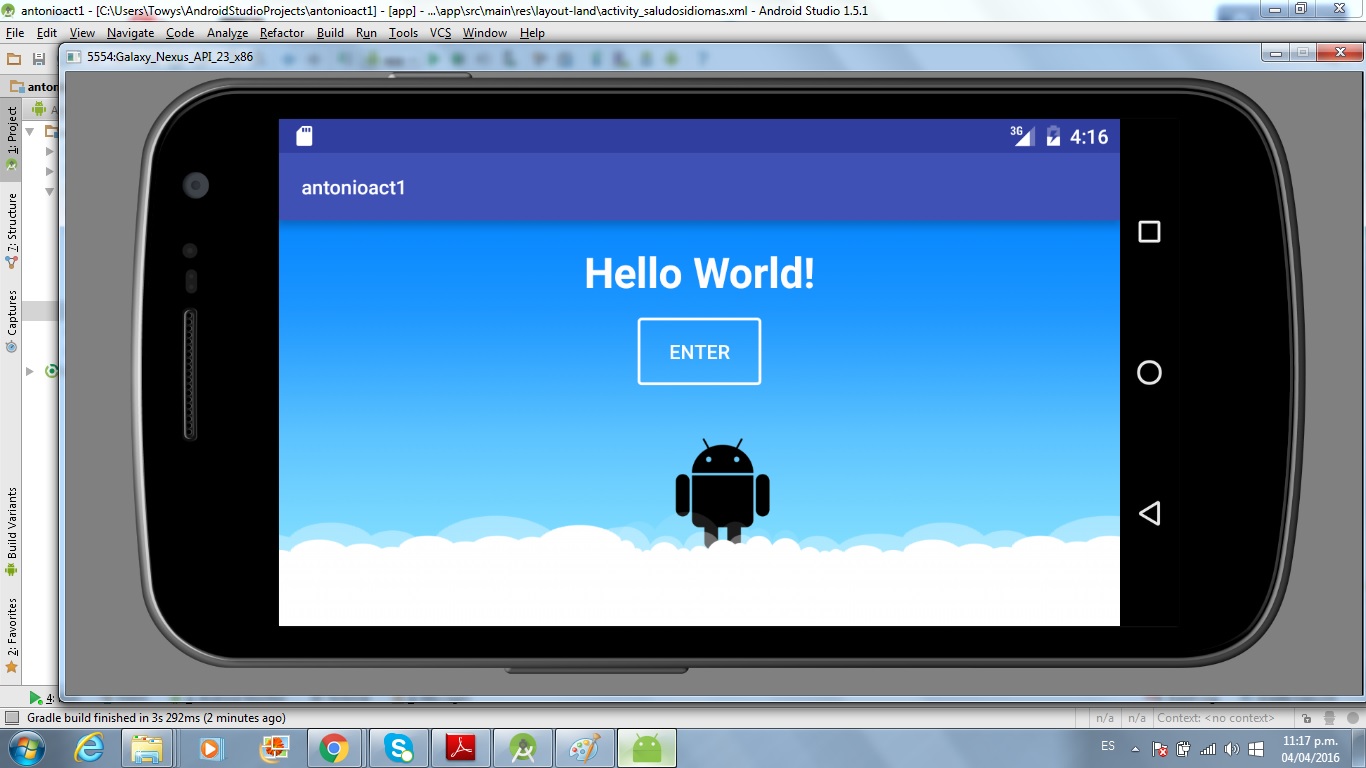 antonioact1 - [C:\Users\Towys\AndroidStudioProjects\antonioact1] - [app] - ...\app\src\main\res\layout-land\activity_saludosidiomas.xml - Android Studio 1.5.1
File Edit View Navigate Code Analyze Refactor Build Run Tools VCS Window Help
5554:Galaxy_Nexus_API_23_x86
1: Project
7: Structure
Captures
Build Variants
2: Favorites
3G 4:16
antonioact1
Hello World!
ENTER
4:
Gradle build finished in 3s 292ms (2 minutes ago)
n/a n/a Context: <no context>
ES
11:17 p.m.
04/04/2016